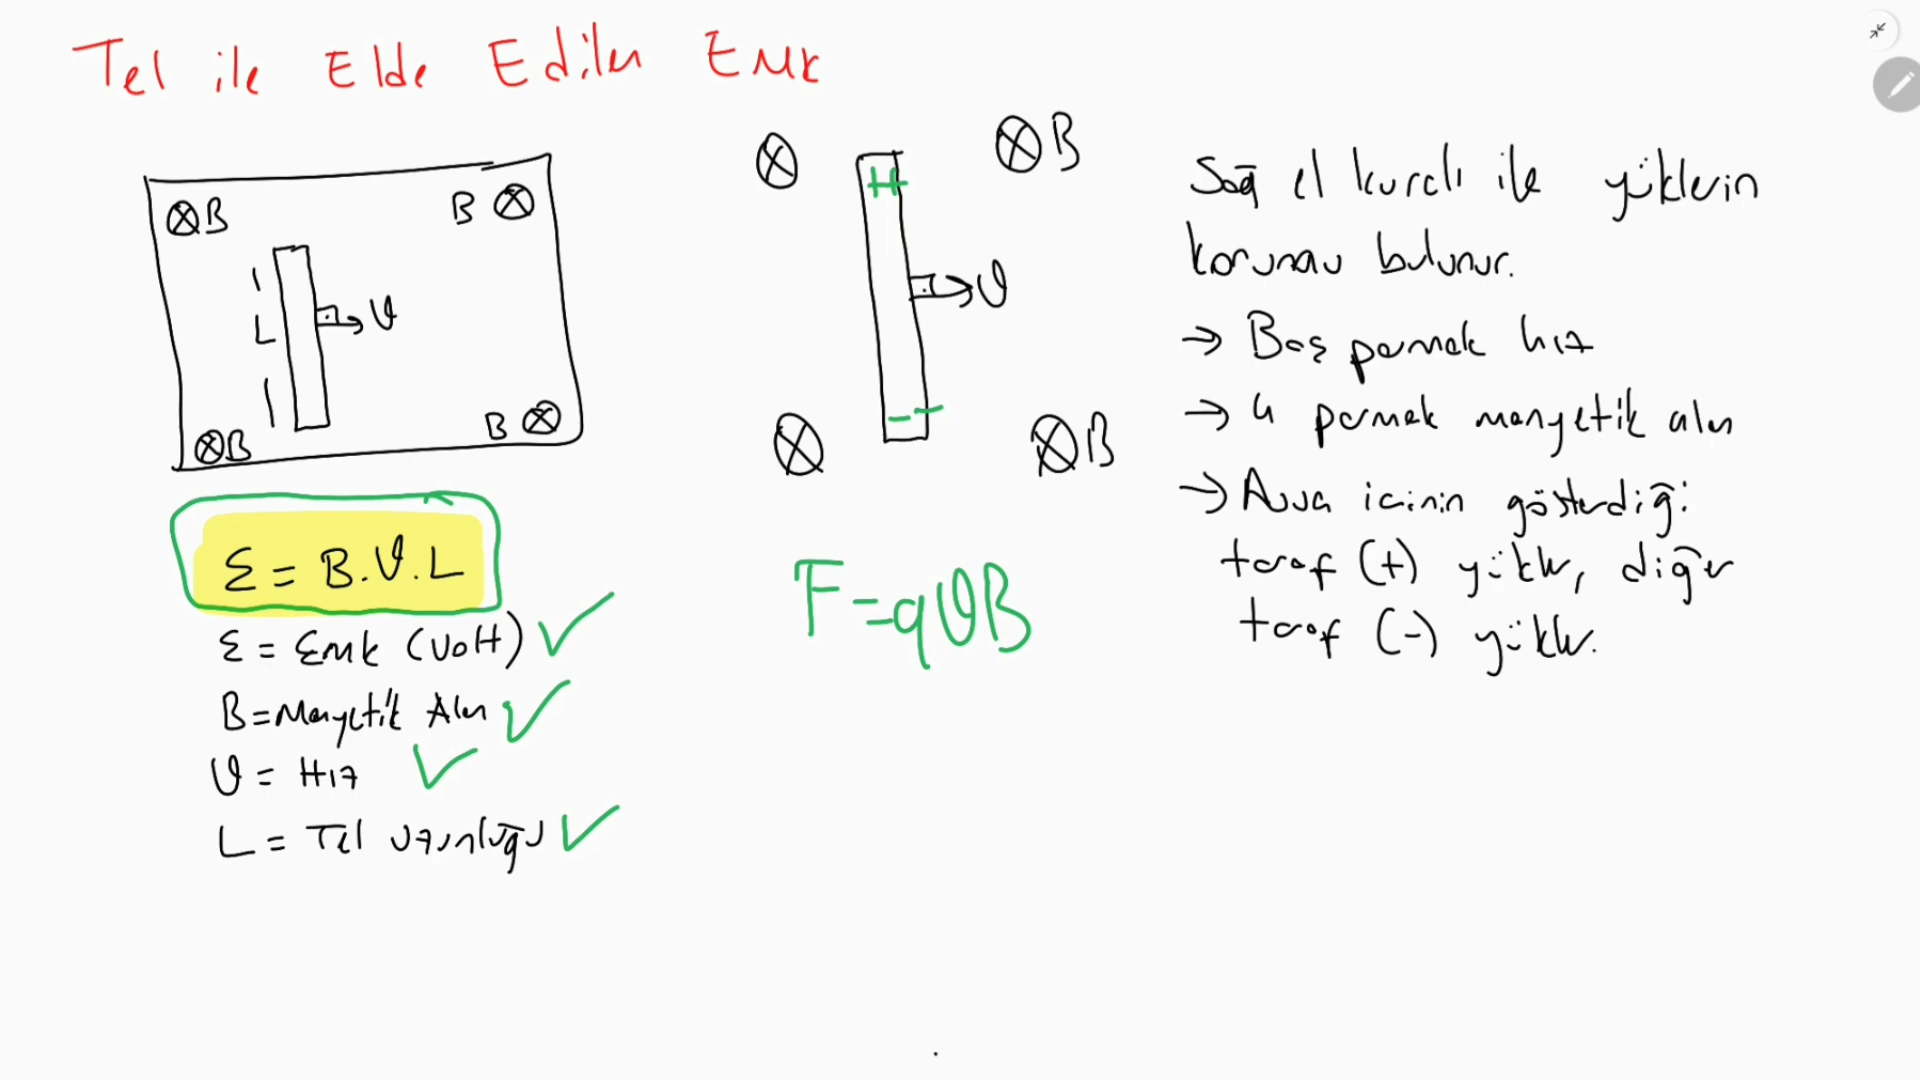 Tel ile Elde Edilen Emk
B
B
L
ϑ
B
B
ε = B.ϑ.L
ε = Emk (Volt)
B = Manyetik Alan
ϑ = Hız
L = Tel uzunluğu
B
+
ϑ
-
B
F = qϑB
Sağ el kuralı ile yüklerin
konumu bulunur.
→ Baş parmak hız
→ 4 parmak manyetik alan
→ Avuç içinin gösterdiği
taraf (+) yüklü, diğer
taraf (-) yüklü.